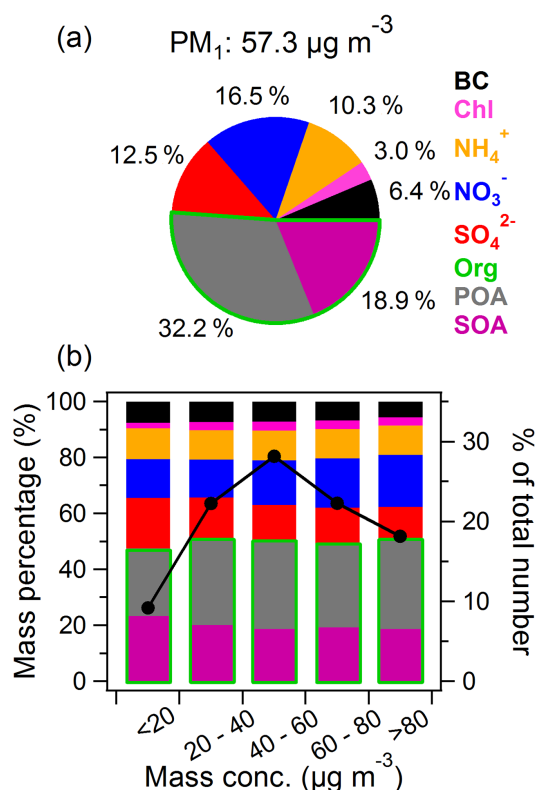 (a)
PM₁: 57.3 µg m⁻³
16.5 %
10.3 %
12.5 %
3.0 %
6.4 %
32.2 %
18.9 %
BC
Chl
NH₄⁺
NO₃⁻
SO₄²⁻
Org
POA
SOA
(b)
Mass percentage (%)
100
80
60
40
20
0
30
20
10
0
% of total number
<20
20 - 40
40 - 60
60 - 80
>80
Mass conc. (µg m⁻³)